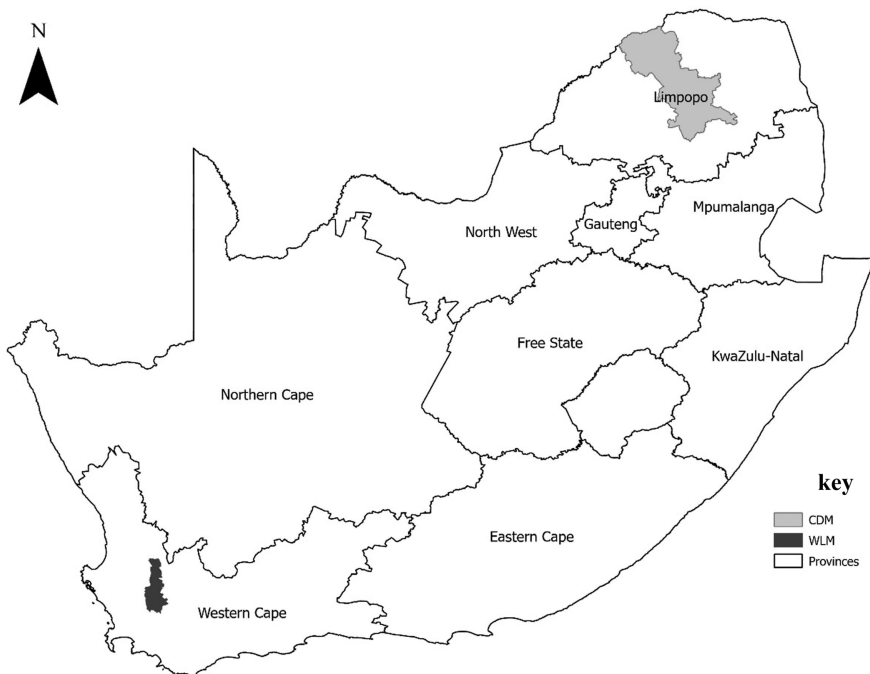 N
Limpopo
Mpumalanga
Gauteng
North West
Free State
KwaZulu-Natal
Northern Cape
key
CDM
WLM
Provinces
Eastern Cape
Western Cape